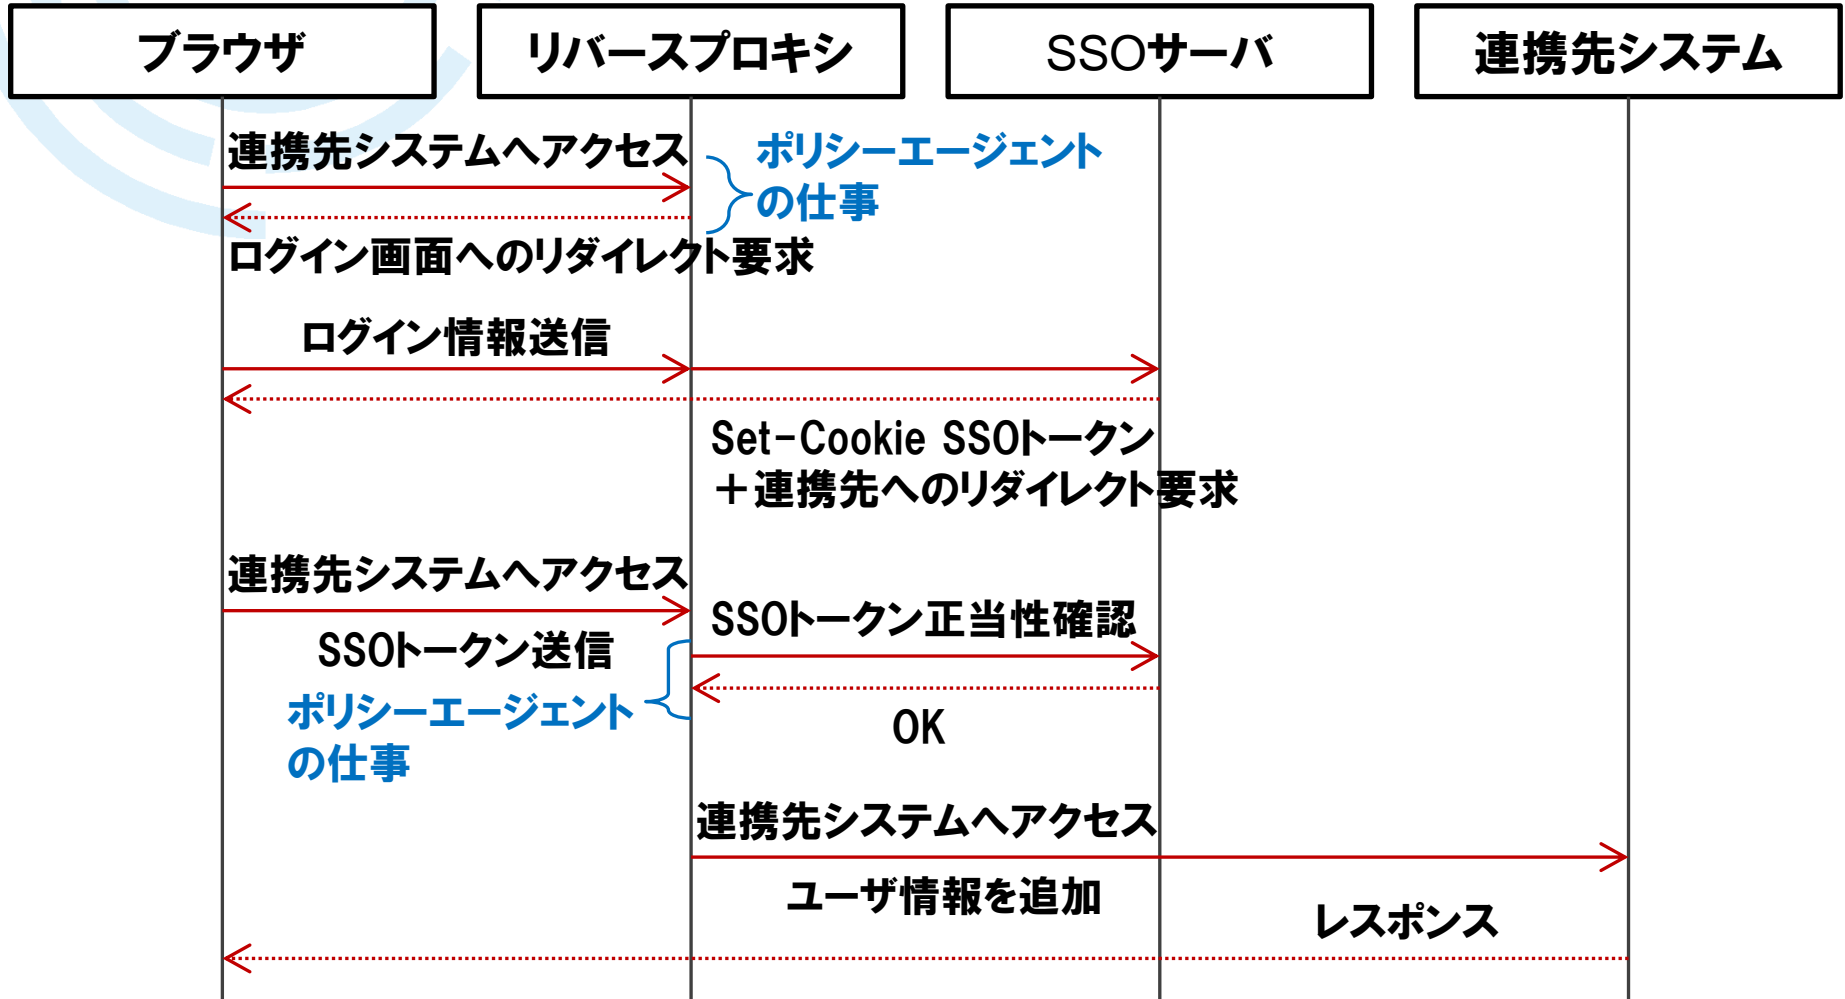 ブラウザ
リバースプロキシ
SSOサーバ
連携先システム
連携先システムへアクセス
ポリシーエージェント
の仕事
ログイン画面へのリダイレクト要求
ログイン情報送信
Set-Cookie SSOトークン
＋連携先へのリダイレクト要求
連携先システムへアクセス
SSOトークン正当性確認
SSOトークン送信
ポリシーエージェント
の仕事
OK
連携先システムへアクセス
ユーザ情報を追加
レスポンス